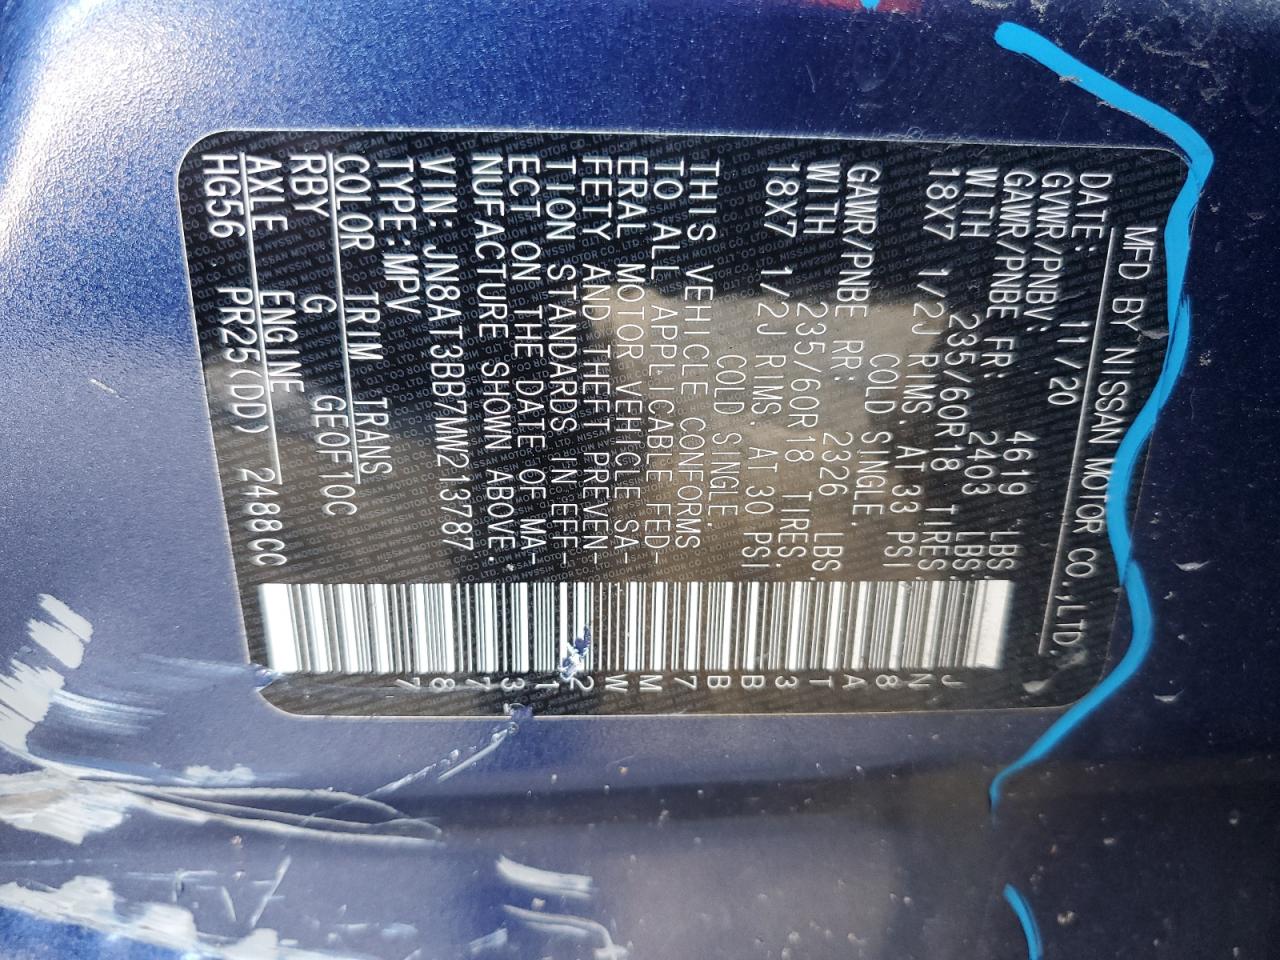 MFD BY NISSAN MOTOR CO.,LTD.
DATE: 11/20
GVWR/PNBV: 4619 LBS.
GAWR/PNBE FR: 2403 LBS.
WITH 235/60R18 TIRES.
18X7 1/2J RIMS. AT 33 PSI
COLD SINGLE.
GAWR/PNBE RR: 2326 LBS.
WITH 235/60R18 TIRES.
18X7 1/2J RIMS. AT 30 PSI
COLD SINGLE.
THIS VEHICLE CONFORMS
TO ALL APPLICABLE FED-
ERAL MOTOR VEHICLE SA-
FETY AND THEFT PREVEN-
TION STANDARDS IN EFF-
ECT ON THE DATE OF MA-
NUFACTURE SHOWN ABOVE.
VIN: JN8AT3BB7MW213787
TYPE: MPV
COLOR TRIM TRANS
RBY G GE0F10C
AXLE ENGINE
HG56 PR25(DD) 2488CC
JN8AT3BB7MW213787